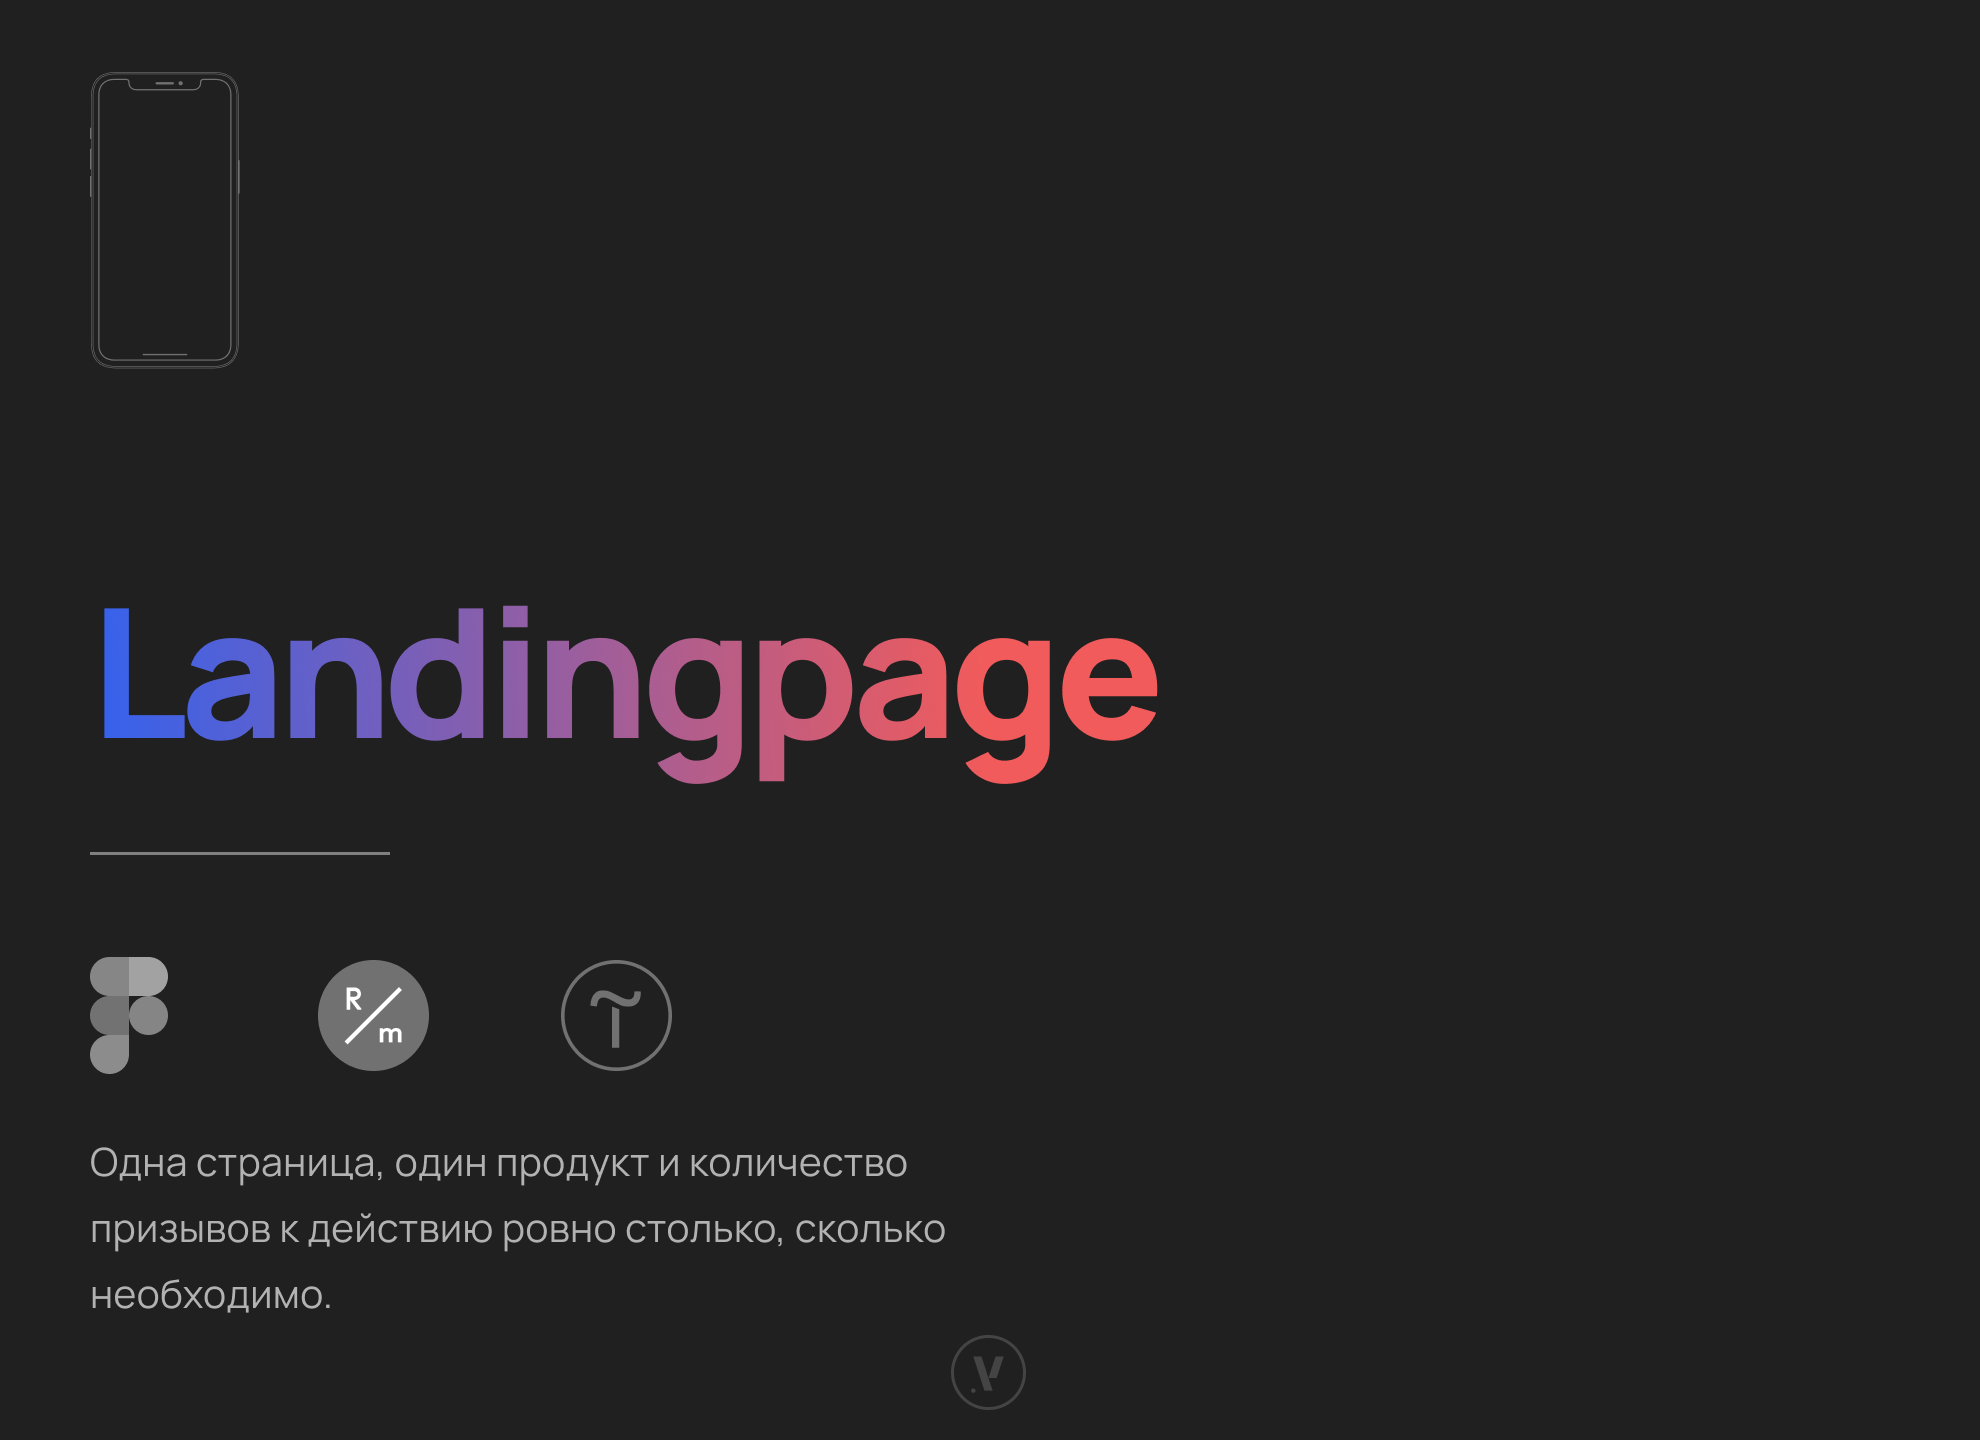 Landingpage
R
m
Одна страница, один продукт и количество
призывов к действию ровно столько, сколько
необходимо.